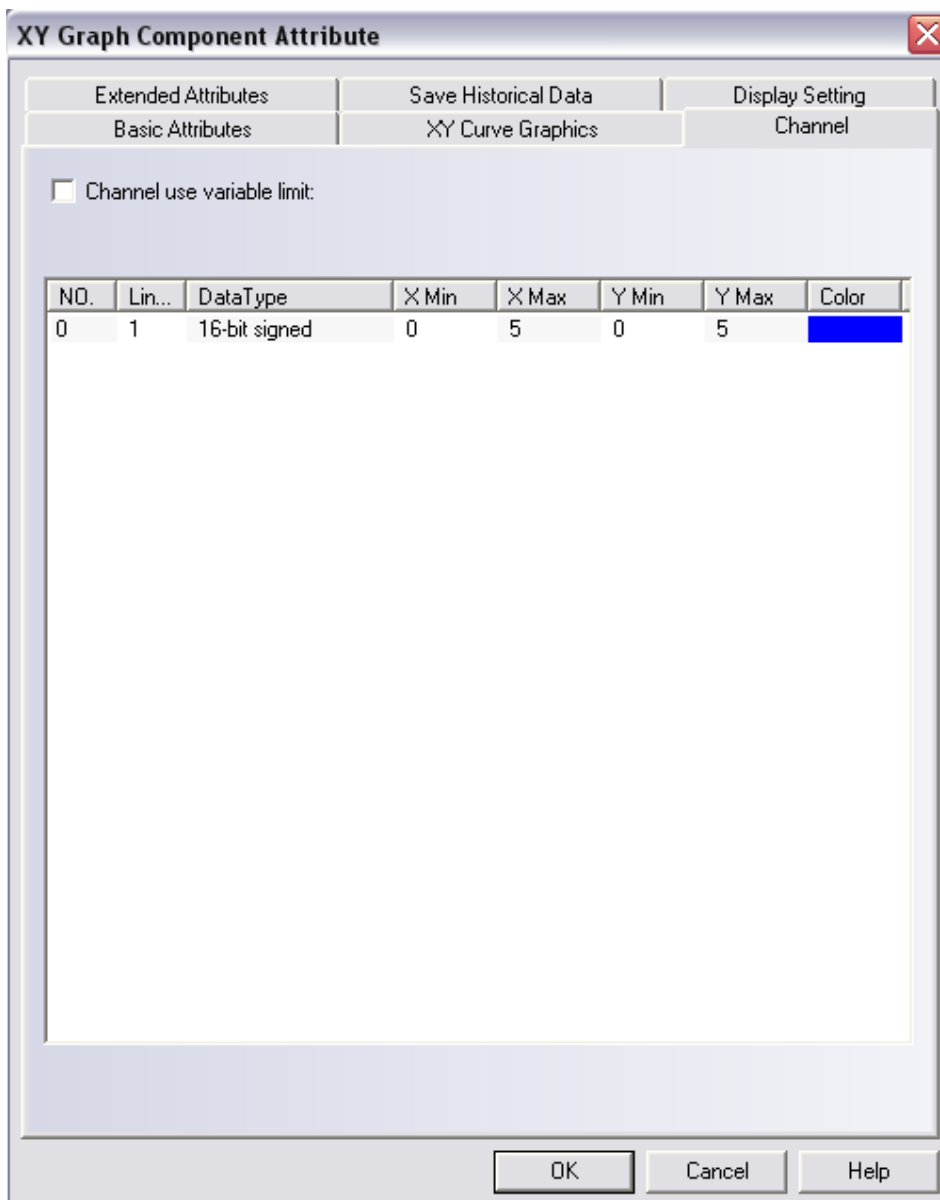 XY Graph Component Attribute
Extended Attributes Save Historical Data Display Setting
Basic Attributes XY Curve Graphics Channel
Channel use variable limit:
NO. Lin... DataType X Min X Max Y Min Y Max Color
0 1 16-bit signed 0 5 0 5
OK Cancel Help